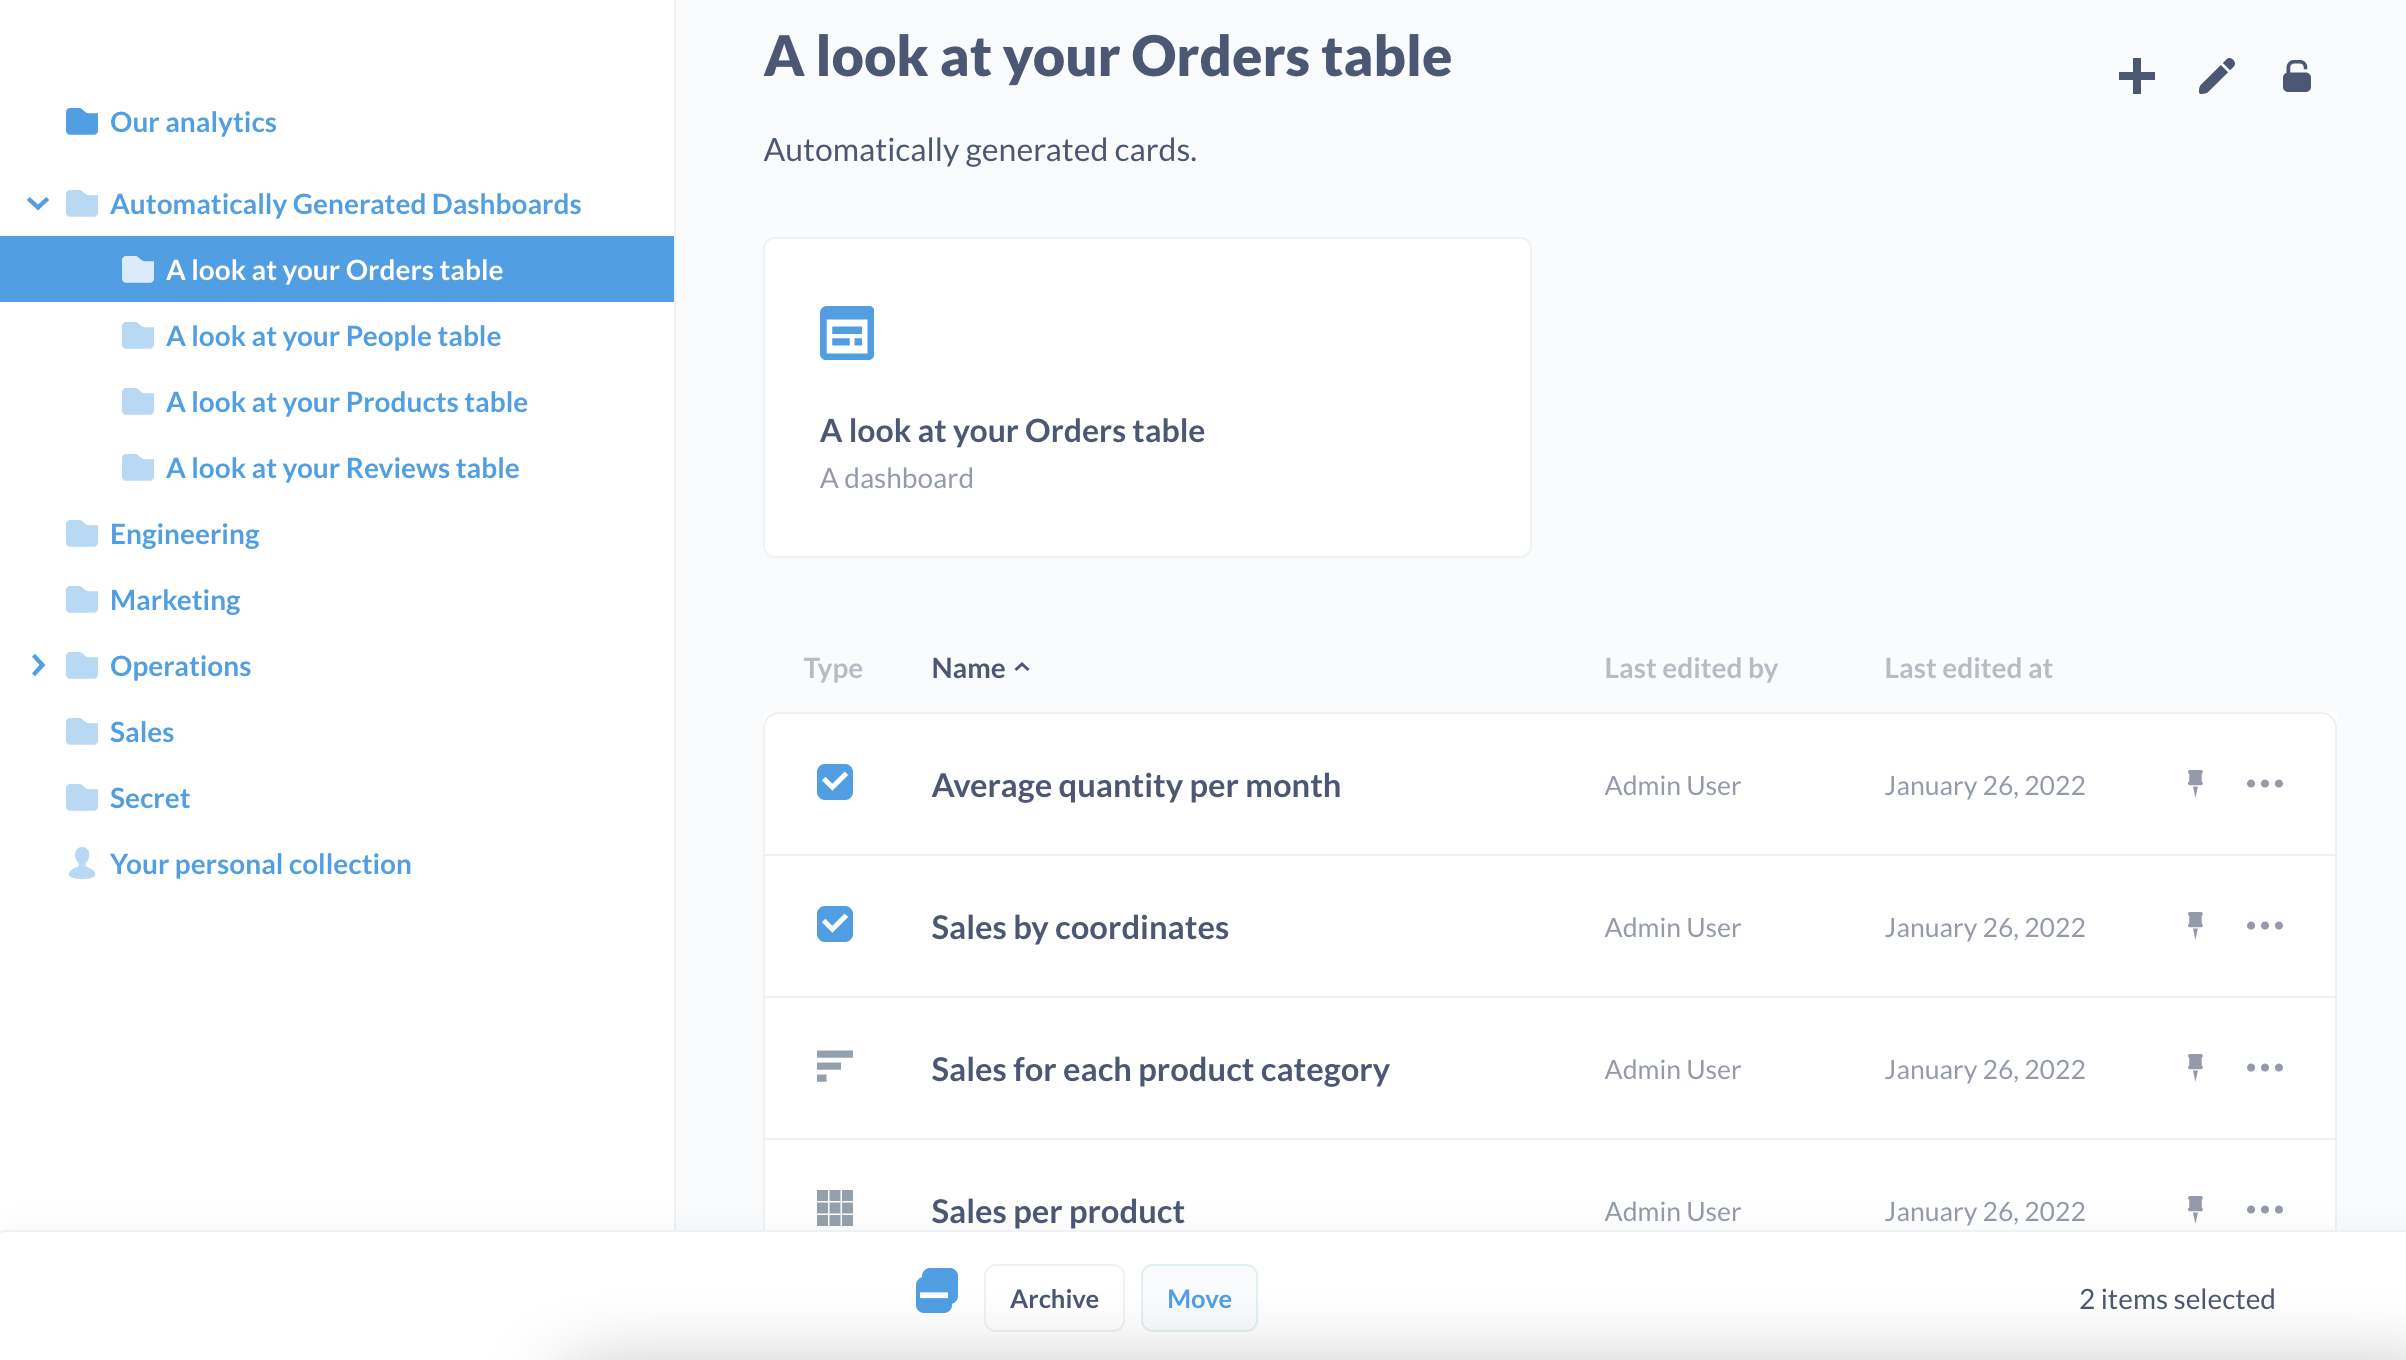 Our analytics
Automatically Generated Dashboards
A look at your Orders table
A look at your People table
A look at your Products table
A look at your Reviews table
Engineering
Marketing
Operations
Sales
Secret
Your personal collection
A look at your Orders table
Automatically generated cards.
A look at your Orders table
A dashboard
Type Name Last edited by Last edited at
Average quantity per month Admin User January 26, 2022
Sales by coordinates Admin User January 26, 2022
Sales for each product category Admin User January 26, 2022
Sales per product Admin User January 26, 2022
Archive Move 2 items selected